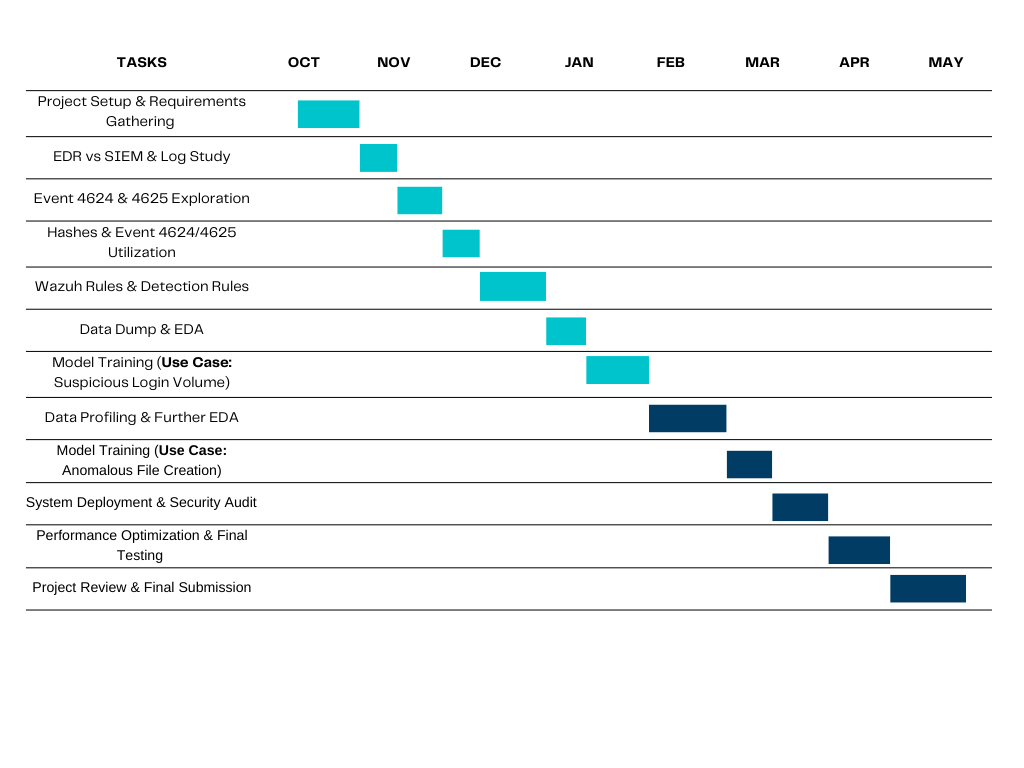 TASKS OCT NOV DEC JAN FEB MAR APR MAY
Project Setup & Requirements
Gathering
EDR vs SIEM & Log Study
Event 4624 & 4625 Exploration
Hashes & Event 4624/4625
Utilization
Wazuh Rules & Detection Rules
Data Dump & EDA
Model Training (Use Case:
Suspicious Login Volume)
Data Profiling & Further EDA
Model Training (Use Case:
Anomalous File Creation)
System Deployment & Security Audit
Performance Optimization & Final
Testing
Project Review & Final Submission